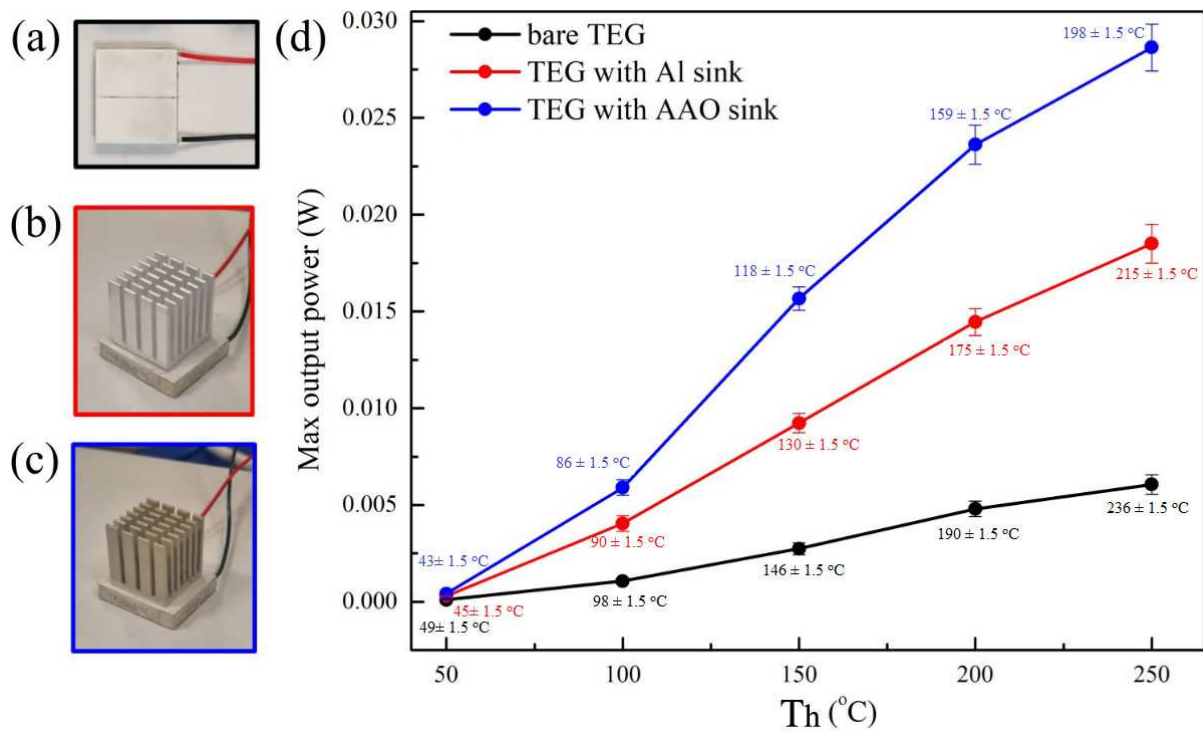 (a)
(b)
(c)
(d)
bare TEG
TEG with Al sink
TEG with AAO sink
Max output power (W)
0.030
0.025
0.020
0.015
0.010
0.005
0.000
198 ± 1.5 °C
159 ± 1.5 °C
118 ± 1.5 °C
86 ± 1.5 °C
43± 1.5 °C
215 ± 1.5 °C
175 ± 1.5 °C
130 ± 1.5 °C
90 ± 1.5 °C
45± 1.5 °C
236 ± 1.5 °C
190 ± 1.5 °C
146 ± 1.5 °C
98 ± 1.5 °C
49± 1.5 °C
50 100 150 200 250
Th (°C)